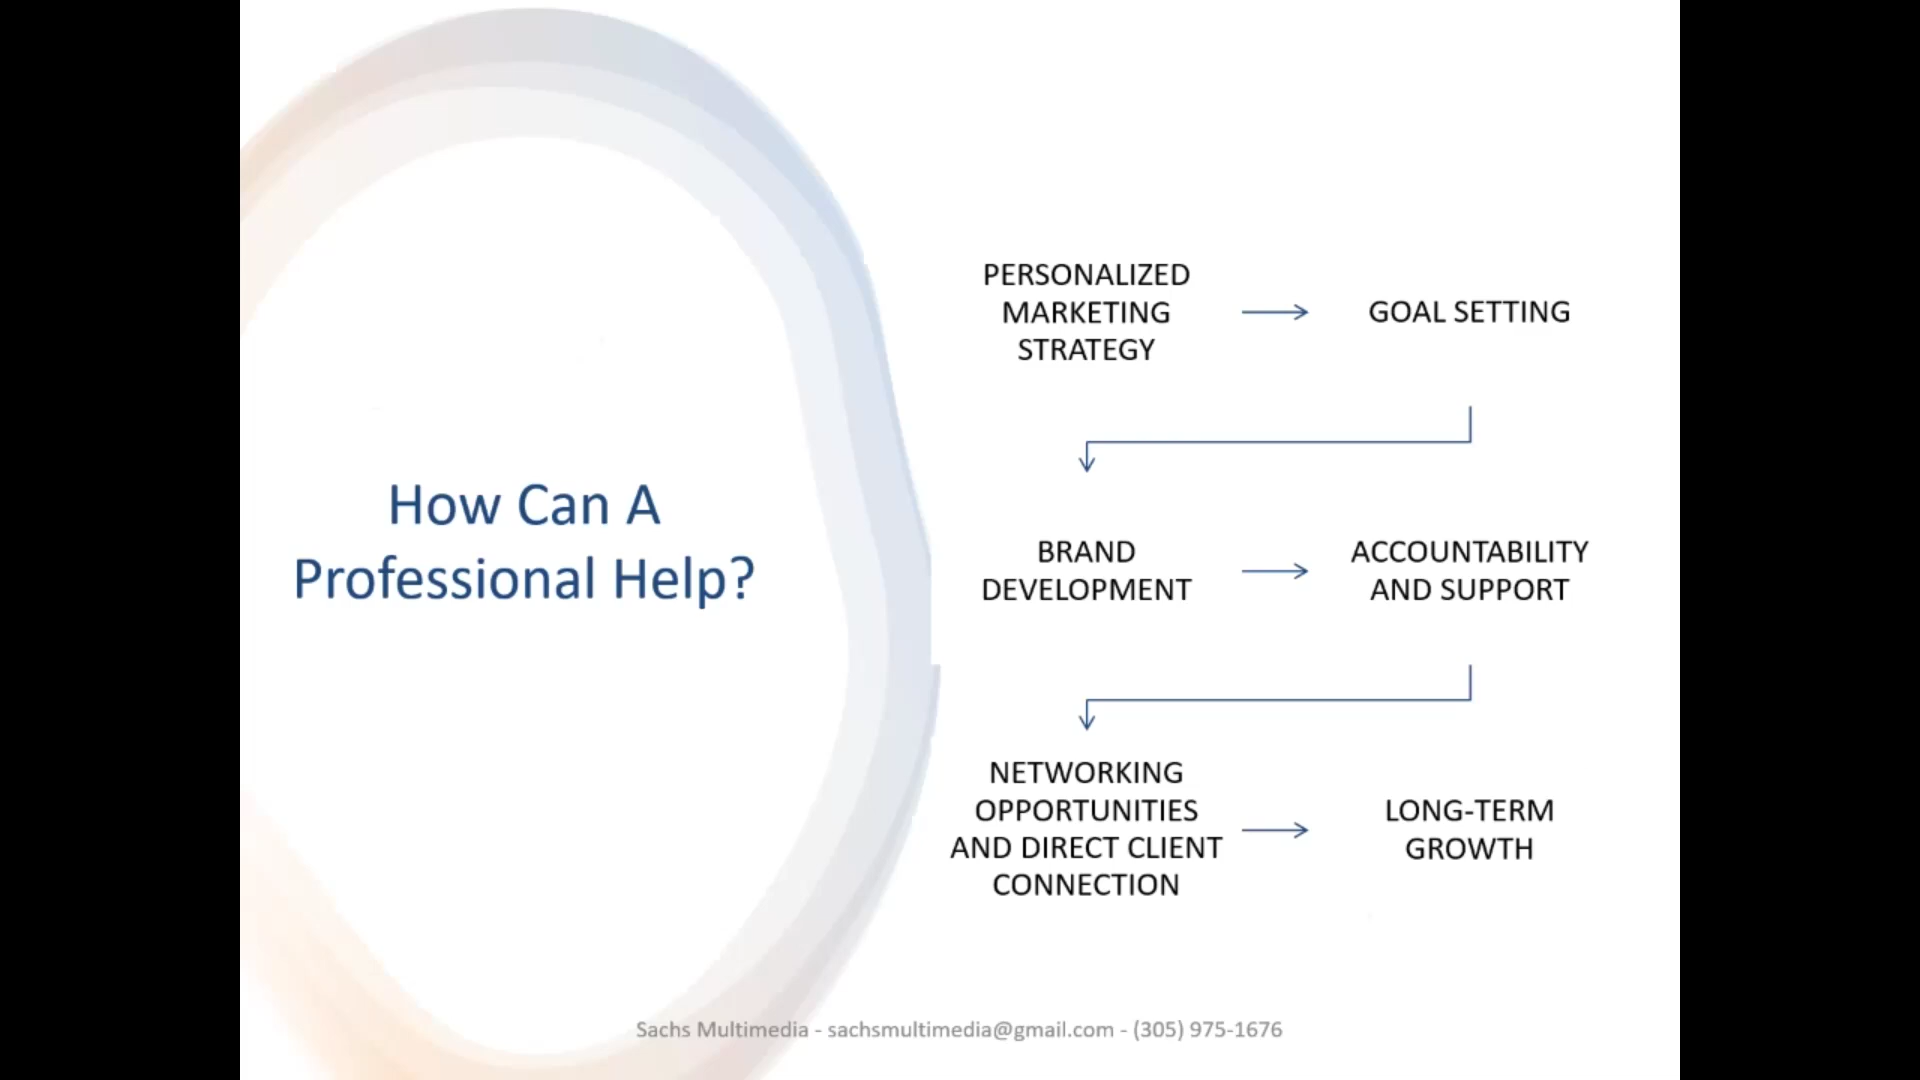 How Can A
Professional Help?
PERSONALIZED
MARKETING
STRATEGY
GOAL SETTING
BRAND
DEVELOPMENT
ACCOUNTABILITY
AND SUPPORT
NETWORKING
OPPORTUNITIES
AND DIRECT CLIENT
CONNECTION
LONG-TERM
GROWTH
Sachs Multimedia - sachsmultimedia@gmail.com - (305) 975-1676